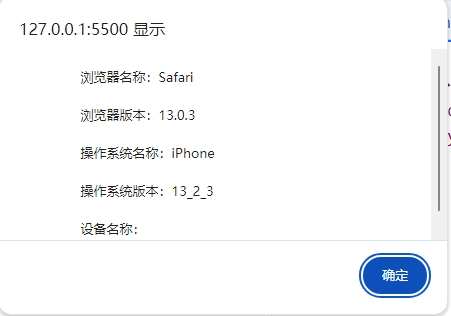 127.0.0.1:5500 显示
浏览器名称：Safari
浏览器版本：13.0.3
操作系统名称：iPhone
操作系统版本：13_2_3
设备名称：
确定